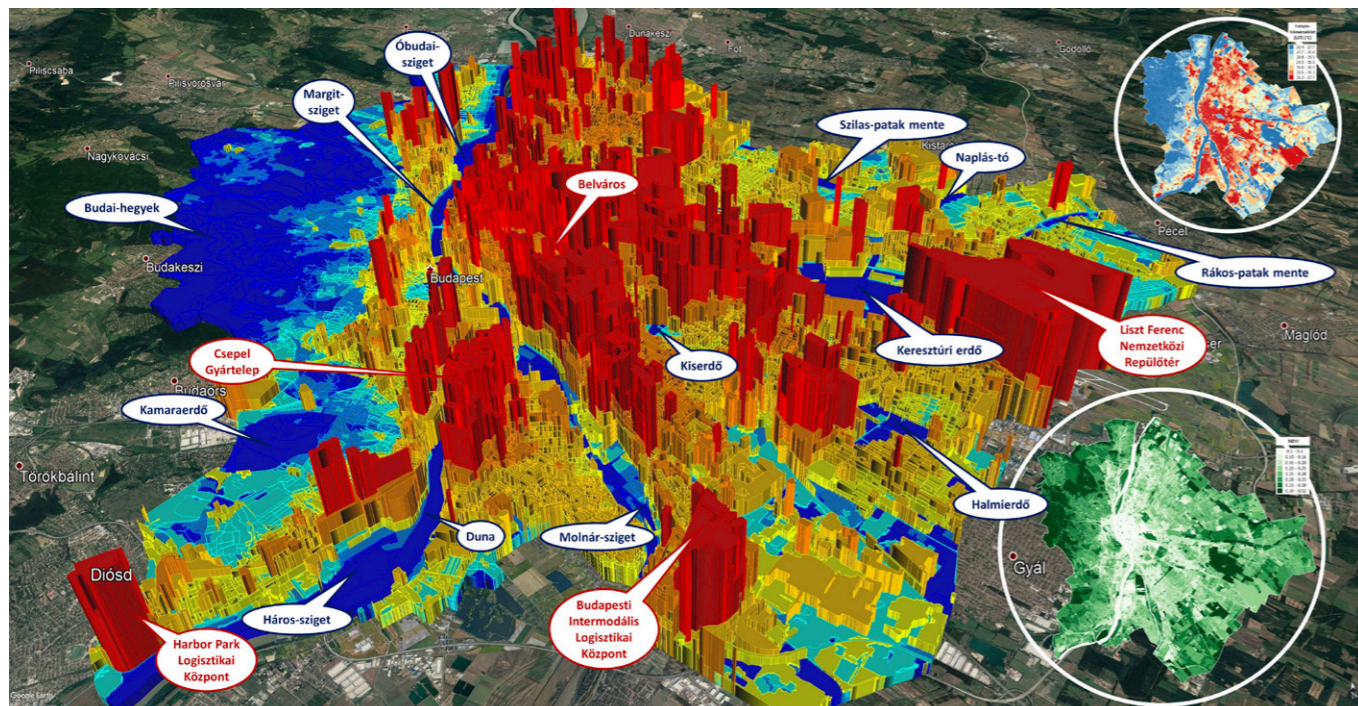 Óbudai-
sziget
Margit-
sziget
Budai-hegyek
Belváros
Szilas-patak mente
Naplás-tó
Rákos-patak mente
Liszt Ferenc
Nemzetközi
Repülőtér
Keresztúri erdő
Kiserdő
Halmierdő
Csepel
Gyártelep
Kamaraerdő
Duna
Molnár-sziget
Háros-sziget
Budapesti
Intermodális
Logisztikai
Központ
Harbor Park
Logisztikai
Központ
Piliscsaba
Pilisvörösvár
Nagykovácsi
Budakeszi
Budapest
Budaörs
Törökbálint
Diósd
Dunakeszi
Fót
Gödöllő
Pécel
Maglód
Gyál
NDVI
Google Earth